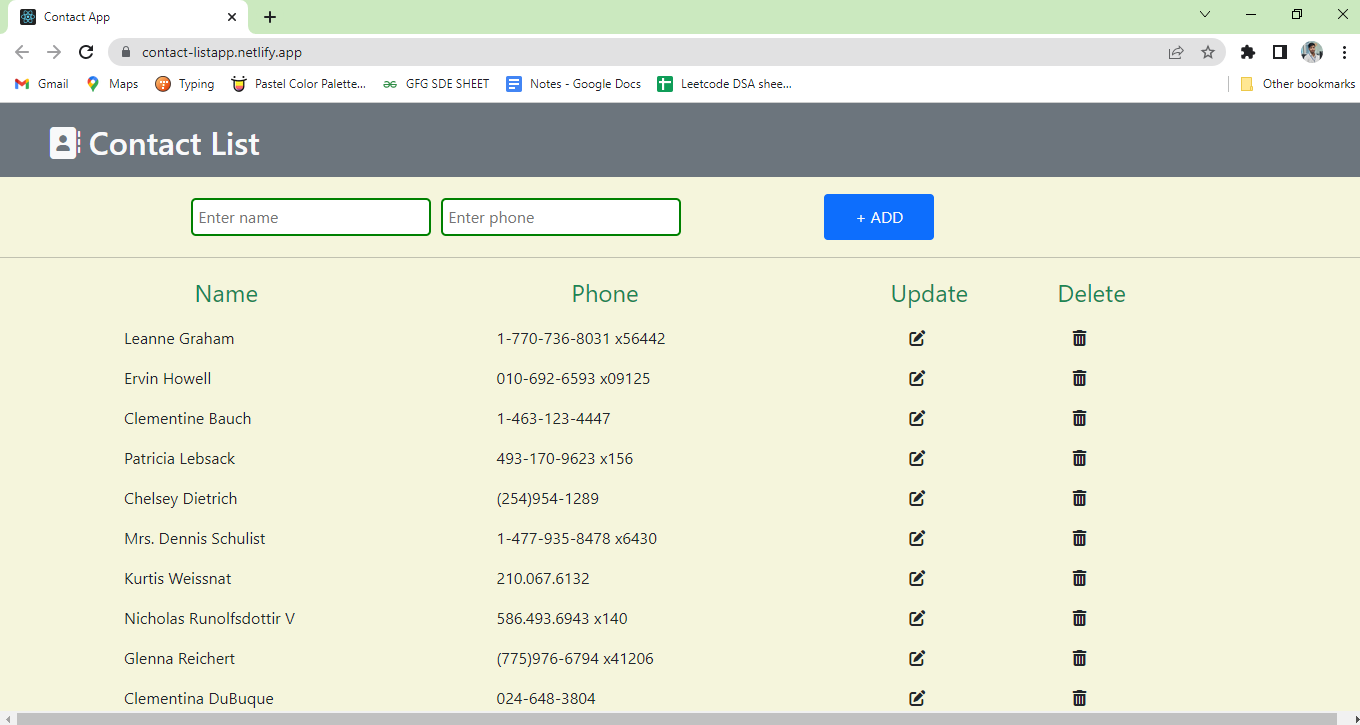 Contact App
contact-listapp.netlify.app
Gmail Maps Typing Pastel Color Palette... GFG SDE SHEET Notes - Google Docs Leetcode DSA shee... Other bookmarks
Contact List
Enter name Enter phone + ADD
Name Phone Update Delete
Leanne Graham 1-770-736-8031 x56442
Ervin Howell 010-692-6593 x09125
Clementine Bauch 1-463-123-4447
Patricia Lebsack 493-170-9623 x156
Chelsey Dietrich (254)954-1289
Mrs. Dennis Schulist 1-477-935-8478 x6430
Kurtis Weissnat 210.067.6132
Nicholas Runolfsdottir V 586.493.6943 x140
Glenna Reichert (775)976-6794 x41206
Clementina DuBuque 024-648-3804